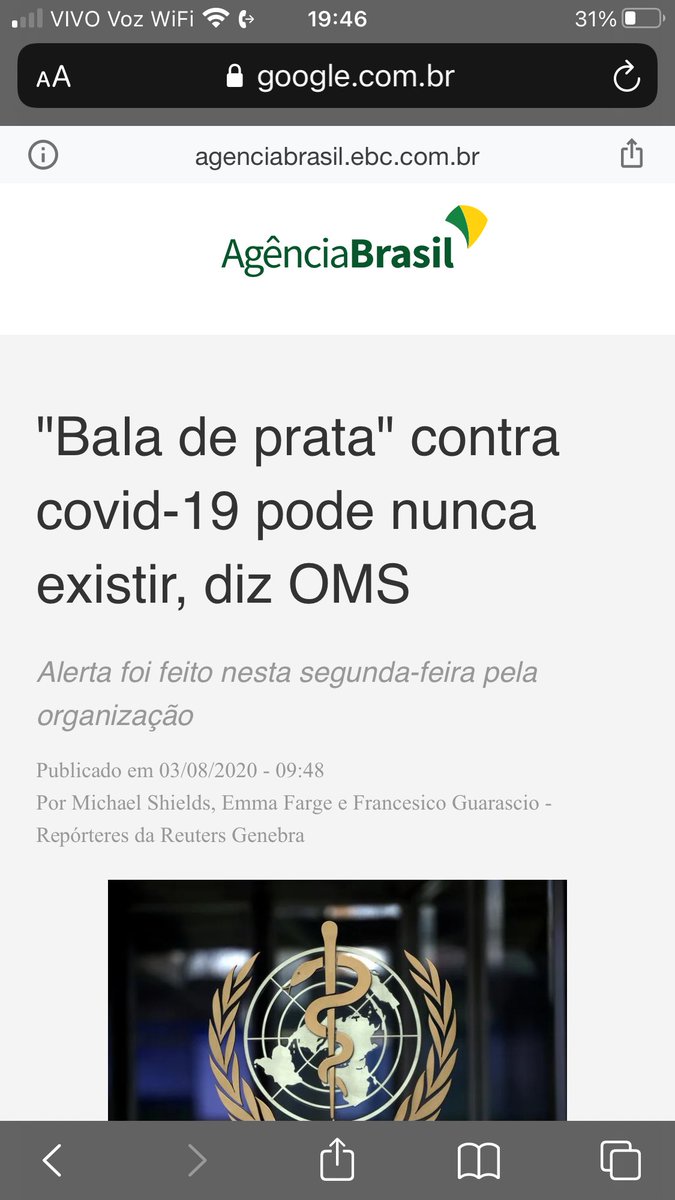 VIVO Voz WiFi 19:46 31%
AA google.com.br
agenciabrasil.ebc.com.br
AgênciaBrasil
"Bala de prata" contra
covid-19 pode nunca
existir, diz OMS
Alerta foi feito nesta segunda-feira pela
organização
Publicado em 03/08/2020 - 09:48
Por Michael Shields, Emma Farge e Francesico Guarascio -
Repórteres da Reuters Genebra